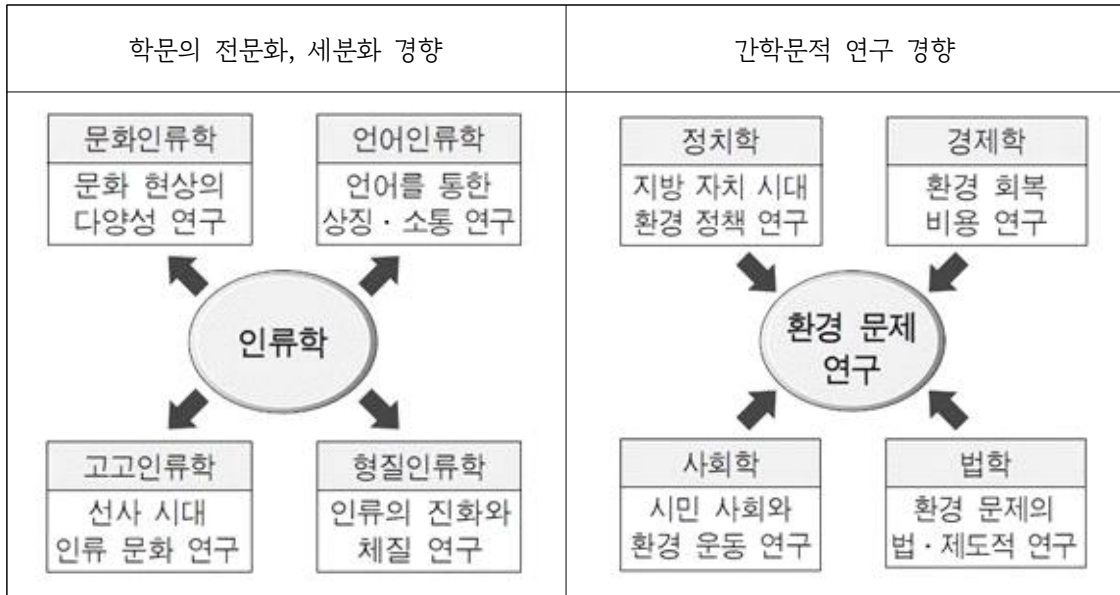 학문의 전문화, 세분화 경향
간학문적 연구 경향
문화인류학
문화 현상의
다양성 연구
언어인류학
언어를 통한
상징·소통 연구
인류학
고고인류학
선사 시대
인류 문화 연구
형질인류학
인류의 진화와
체질 연구
정치학
지방 자치 시대
환경 정책 연구
경제학
환경 회복
비용 연구
환경 문제
연구
사회학
시민 사회와
환경 운동 연구
법학
환경 문제의
법·제도적 연구